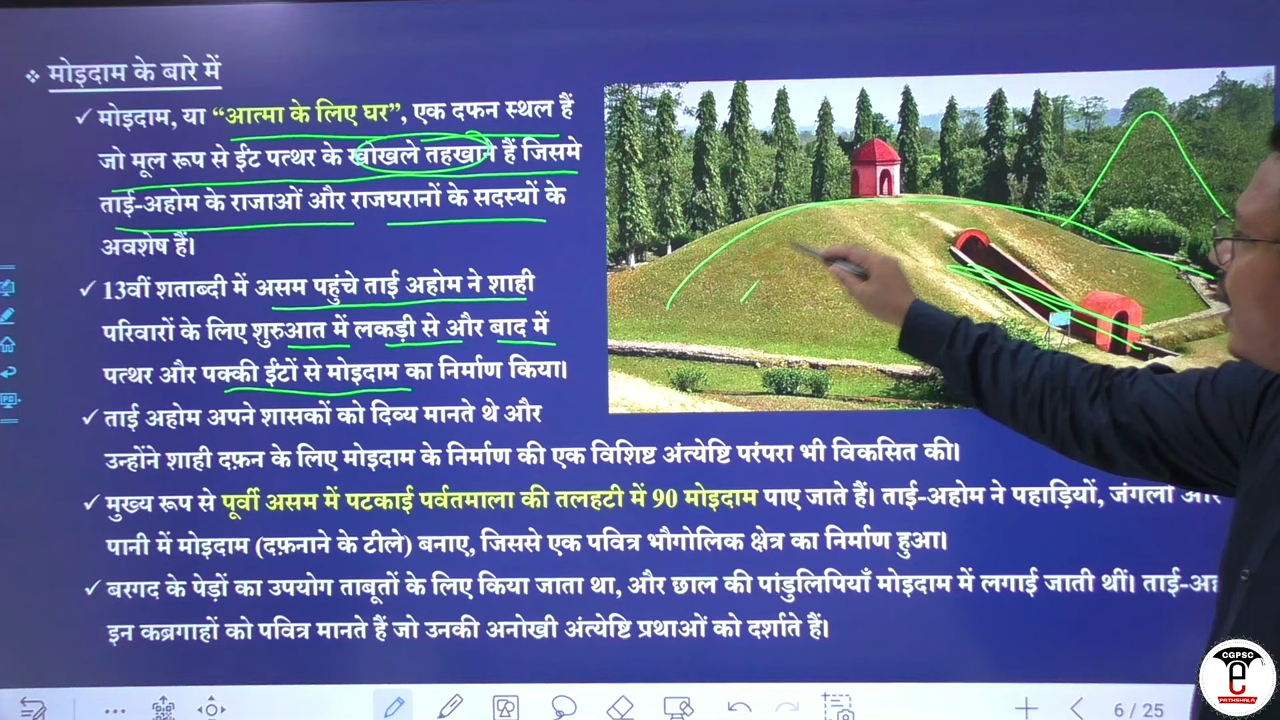 ❖ मोइदाम के बारे में
✓ मोइदाम, या “आत्मा के लिए घर”, एक दफन स्थल हैं
जो मूल रूप से ईंट पत्थर के खोखले तहखाने हैं जिसमे
ताई-अहोम के राजाओं और राजघरानों के सदस्यों के
अवशेष हैं।
✓ 13वीं शताब्दी में असम पहुंचे ताई अहोम ने शाही
परिवारों के लिए शुरुआत में लकड़ी से और बाद में
पत्थर और पक्की ईंटों से मोइदाम का निर्माण किया।
✓ ताई अहोम अपने शासकों को दिव्य मानते थे और
उन्होंने शाही दफ़न के लिए मोइदाम के निर्माण की एक विशिष्ट अंत्येष्टि परंपरा भी विकसित की।
✓ मुख्य रूप से पूर्वी असम में पटकाई पर्वतमाला की तलहटी में 90 मोइदाम पाए जाते हैं। ताई-अहोम ने पहाड़ियों, जंगलों और
पानी में मोइदाम (दफ़नाने के टीले) बनाए, जिससे एक पवित्र भौगोलिक क्षेत्र का निर्माण हुआ।
✓ बरगद के पेड़ों का उपयोग ताबूतों के लिए किया जाता था, और छाल की पांडुलिपियाँ मोइदाम में लगाई जाती थीं।
इन कब्रगाहों को पवित्र मानते हैं जो उनकी अनोखी अंत्येष्टि प्रथाओं को दर्शाते हैं।
6 / 25
CGPSC
e
PATHSHALA